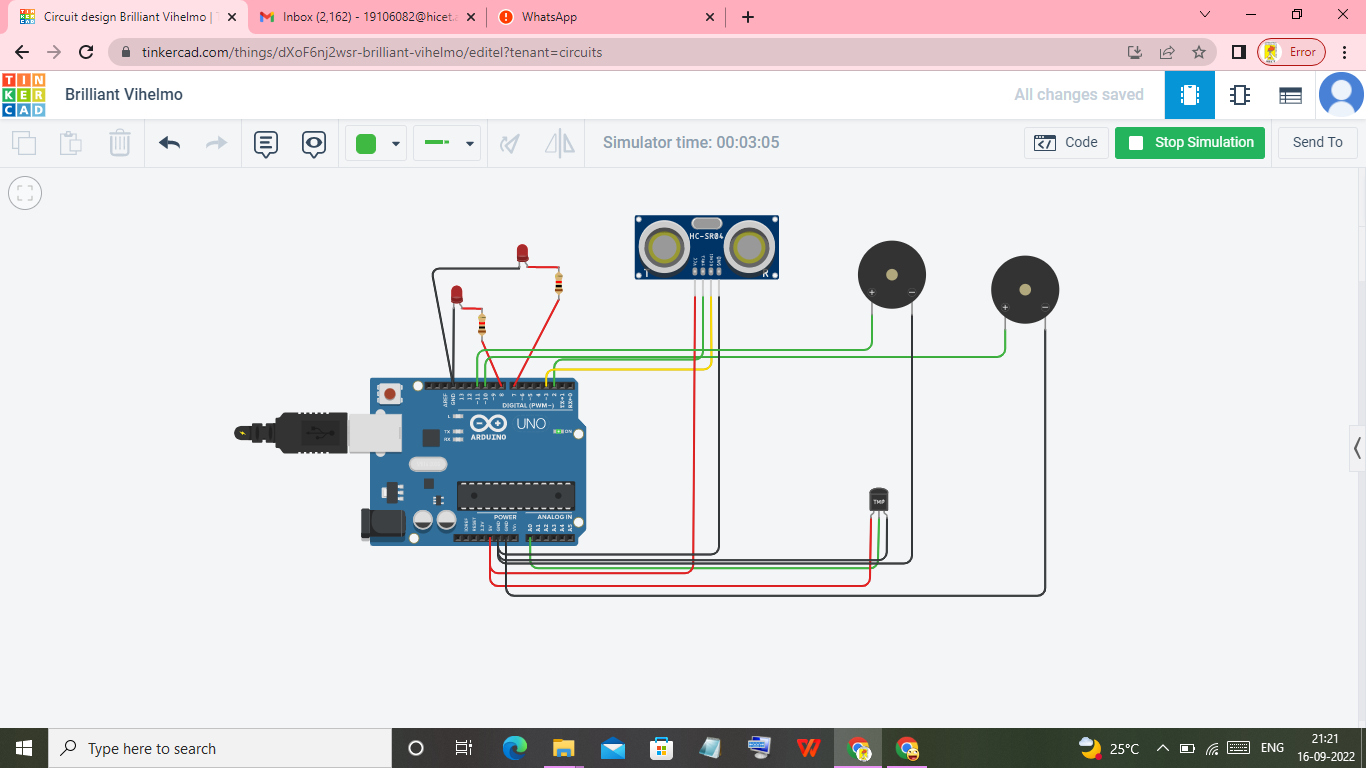 Circuit design Brilliant Vihelmo |
Inbox (2,162) - 19106082@hicet.a
WhatsApp
tinkercad.com/things/dXoF6nj2wsr-brilliant-vihelmo/editel?tenant=circuits
Error
TIN
KER
CAD
Brilliant Vihelmo
All changes saved
Simulator time: 00:03:05
Code
Stop Simulation
Send To
HC-SR04
VCC
TRIG
ECHO
GND
T
R
+
−
+
−
AREF
GND
13
12
~11
~10
~9
8
7
~6
~5
4
~3
2
TX→1
RX←0
DIGITAL (PWM~)
L
TX
RX
ARDUINO
UNO
ON
TMP
POWER
ANALOG IN
IOREF
RESET
3.3V
5V
GND
GND
Vin
A0
A1
A2
A3
A4
A5
Type here to search
25°C
ENG
21:21
16-09-2022